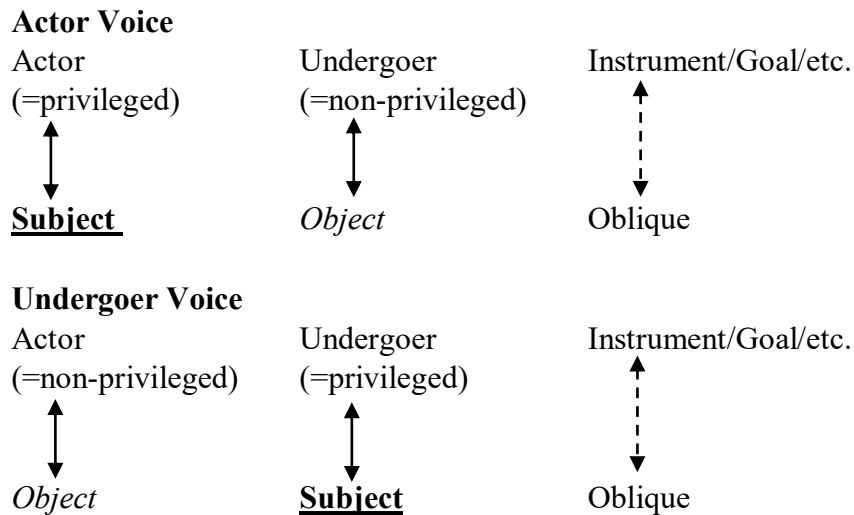 Actor Voice
Actor Undergoer Instrument/Goal/etc.
(=privileged) (=non-privileged)
Subject Object Oblique
Undergoer Voice
Actor Undergoer Instrument/Goal/etc.
(=non-privileged) (=privileged)
Object Subject Oblique